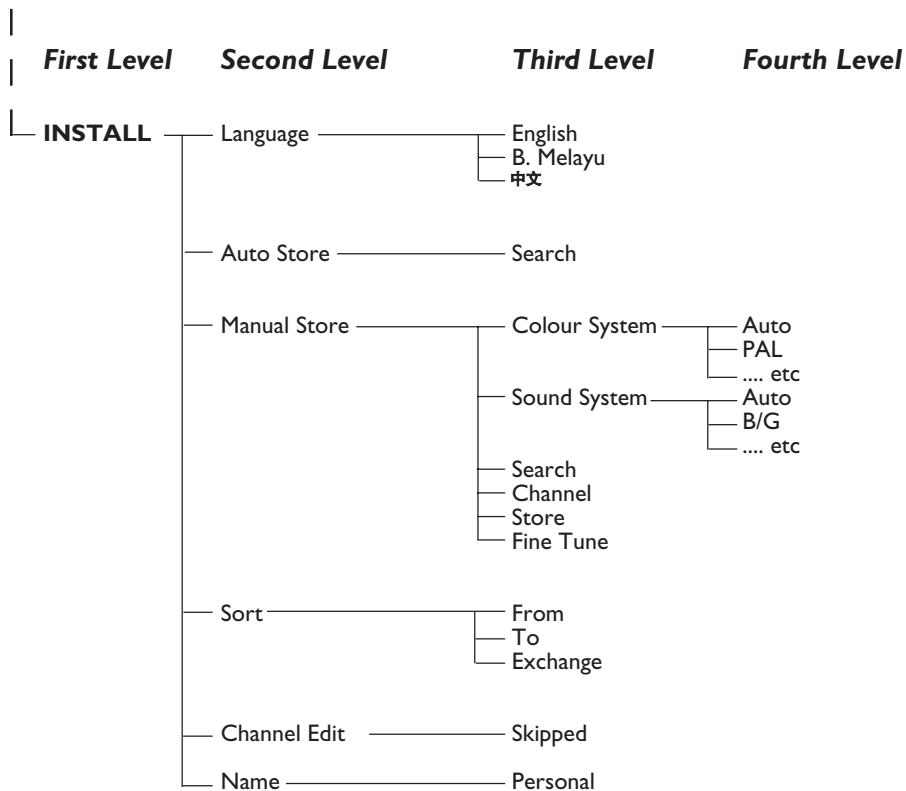 First Level Second Level Third Level Fourth Level
INSTALL Language English
B. Melayu
中文
Auto Store Search
Manual Store Colour System Auto
PAL
.... etc
Sound System Auto
B/G
.... etc
Search
Channel
Store
Fine Tune
Sort From
To
Exchange
Channel Edit Skipped
Name Personal